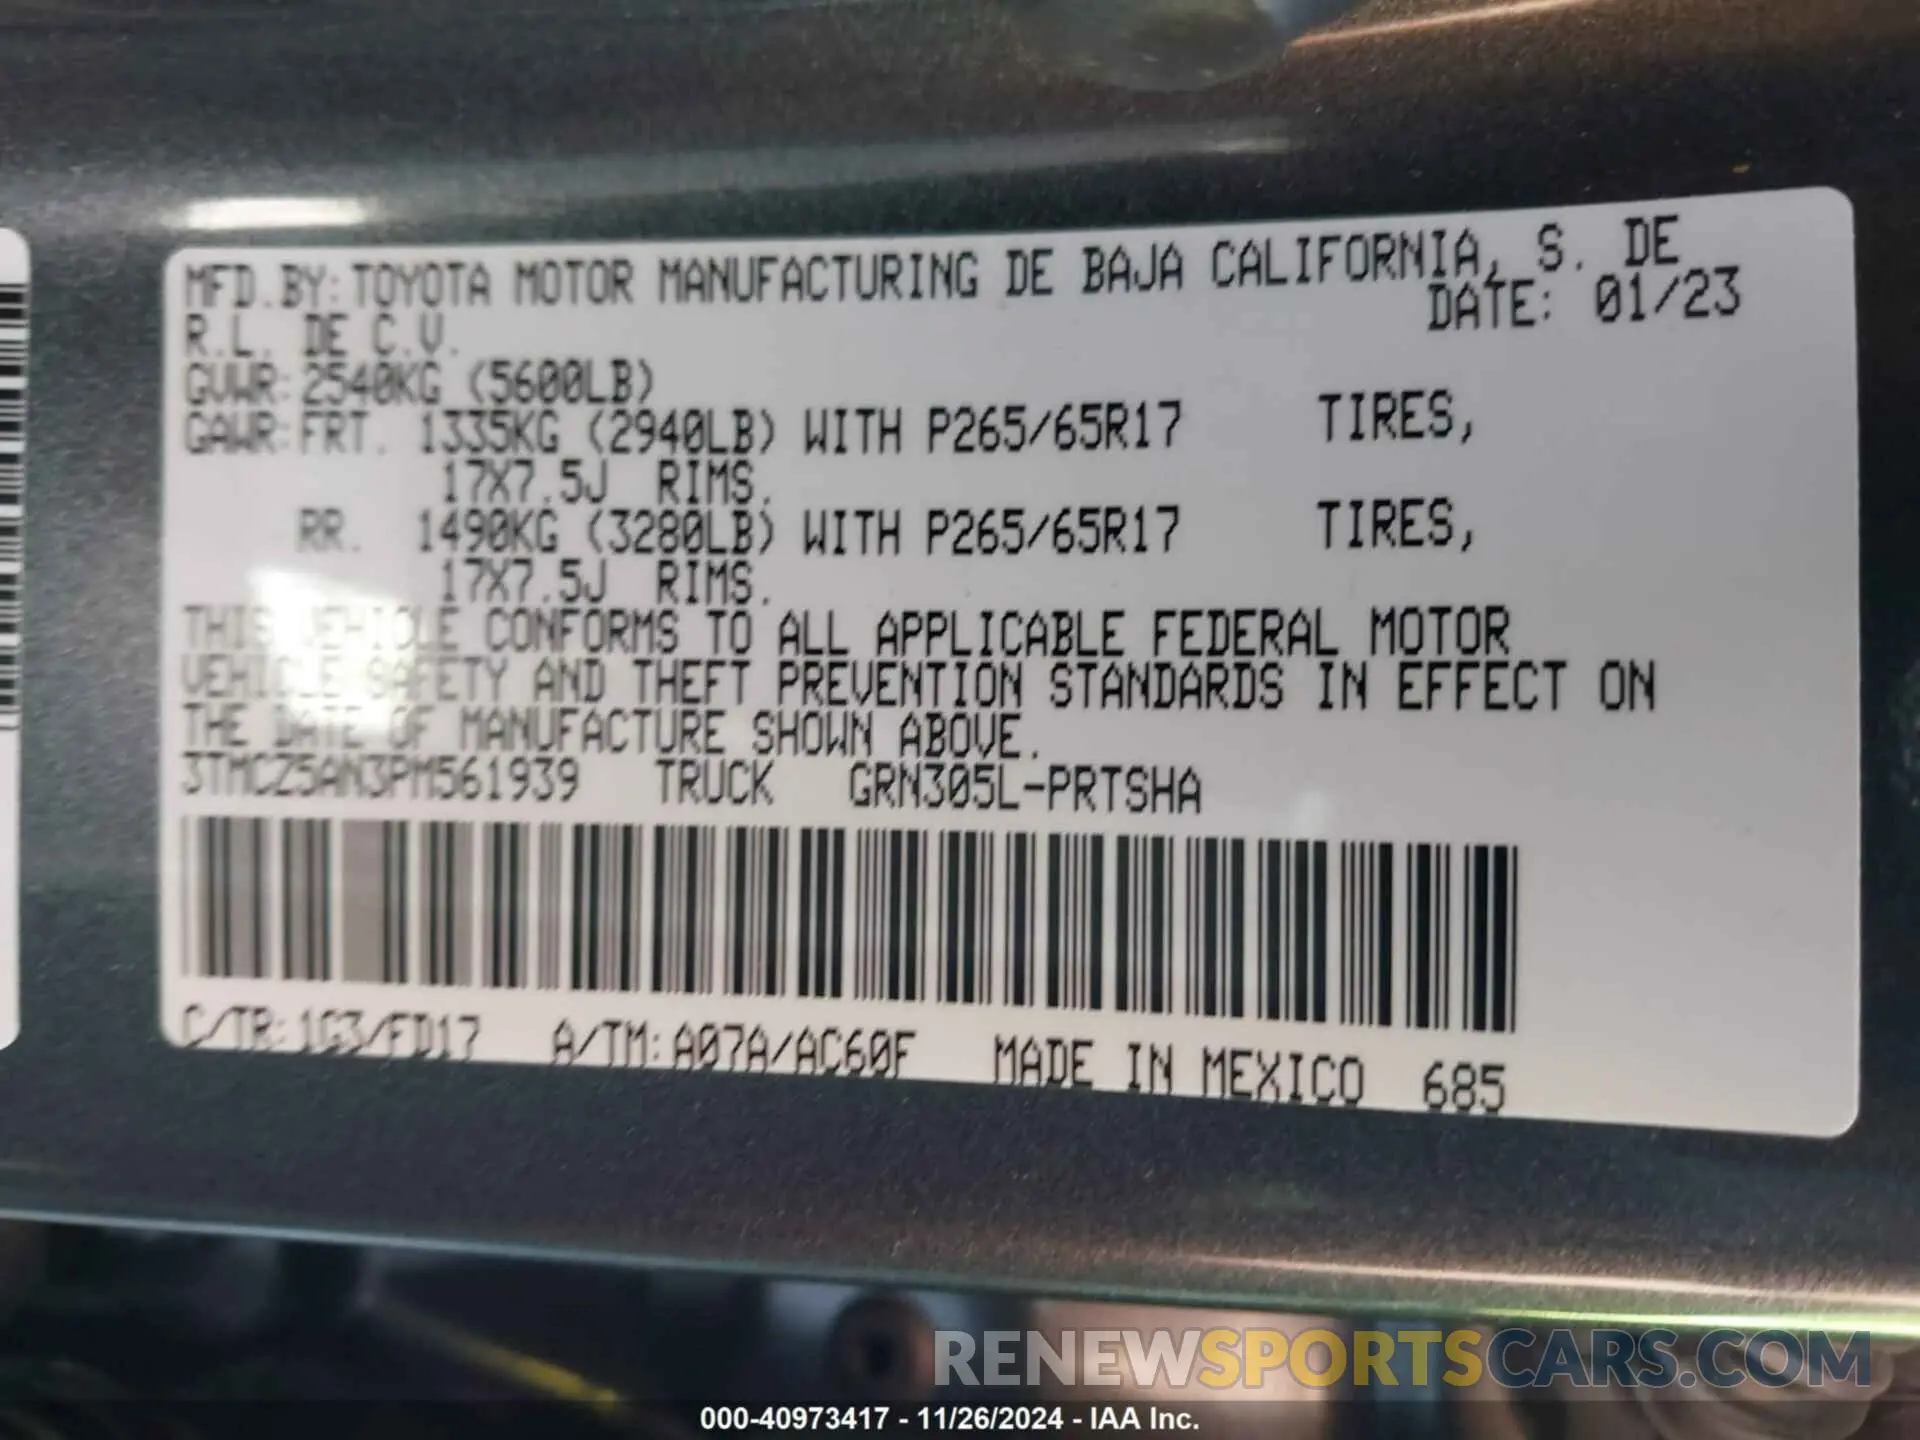 MFD.BY:TOYOTA MOTOR MANUFACTURING DE BAJA CALIFORNIA, S. DE
R.L. DE C.V. DATE: 01/23
GVWR:2540KG (5600LB)
GAWR:FRT. 1335KG (2940LB) WITH P265/65R17 TIRES,
17X7.5J RIMS.
RR. 1490KG (3280LB) WITH P265/65R17 TIRES,
17X7.5J RIMS.
THIS VEHICLE CONFORMS TO ALL APPLICABLE FEDERAL MOTOR
VEHICLE SAFETY AND THEFT PREVENTION STANDARDS IN EFFECT ON
THE DATE OF MANUFACTURE SHOWN ABOVE.
3TMCZ5AN3PM561939 TRUCK GRN305L-PRTSHA
C/TR:1G3/FD17 A/TM:A07A/AC60F MADE IN MEXICO 685
RENEWSPORTSCARS.COM
000-40973417 - 11/26/2024 - IAA Inc.